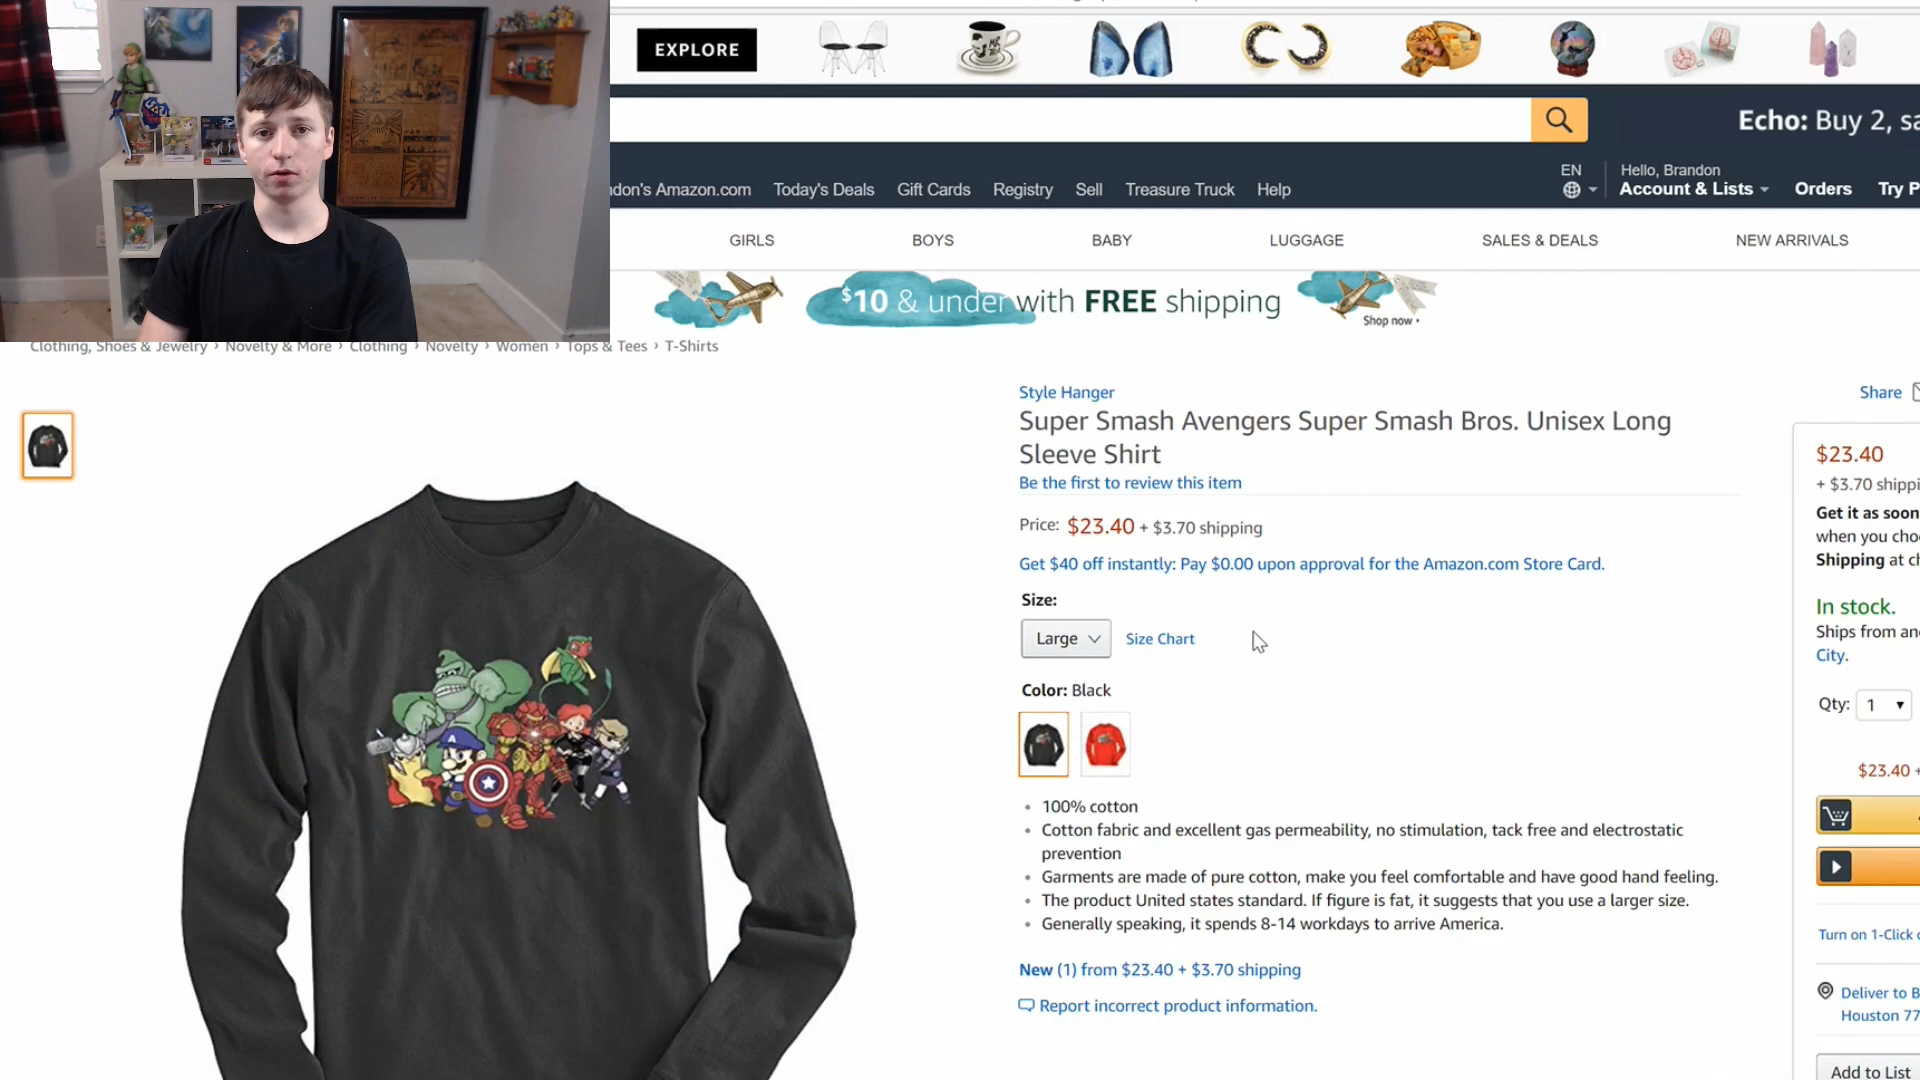 EXPLORE
Echo: Buy 2, sa
EN
Hello, Brandon
don's Amazon.com Today's Deals Gift Cards Registry Sell Treasure Truck Help
Account & Lists Orders Try P
GIRLS BOYS BABY LUGGAGE SALES & DEALS NEW ARRIVALS
$10 & under with FREE shipping
Shop now ›
Clothing, Shoes & Jewelry › Novelty & More › Clothing › Novelty › Women › Tops & Tees › T-Shirts
Style Hanger
Super Smash Avengers Super Smash Bros. Unisex Long
Sleeve Shirt
Be the first to review this item
Price: $23.40 + $3.70 shipping
Get $40 off instantly: Pay $0.00 upon approval for the Amazon.com Store Card.
Size:
Large
Size Chart
Color: Black
• 100% cotton
• Cotton fabric and excellent gas permeability, no stimulation, tack free and electrostatic
prevention
• Garments are made of pure cotton, make you feel comfortable and have good hand feeling.
• The product United states standard. If figure is fat, it suggests that you use a larger size.
• Generally speaking, it spends 8-14 workdays to arrive America.
New (1) from $23.40 + $3.70 shipping
Report incorrect product information.
Share
$23.40
+ $3.70 shippi
Get it as soon
when you cho
Shipping at ch
In stock.
Ships from an
City.
Qty: 1
$23.40 +
Turn on 1-Click
Deliver to B
Houston 77
Add to List
A